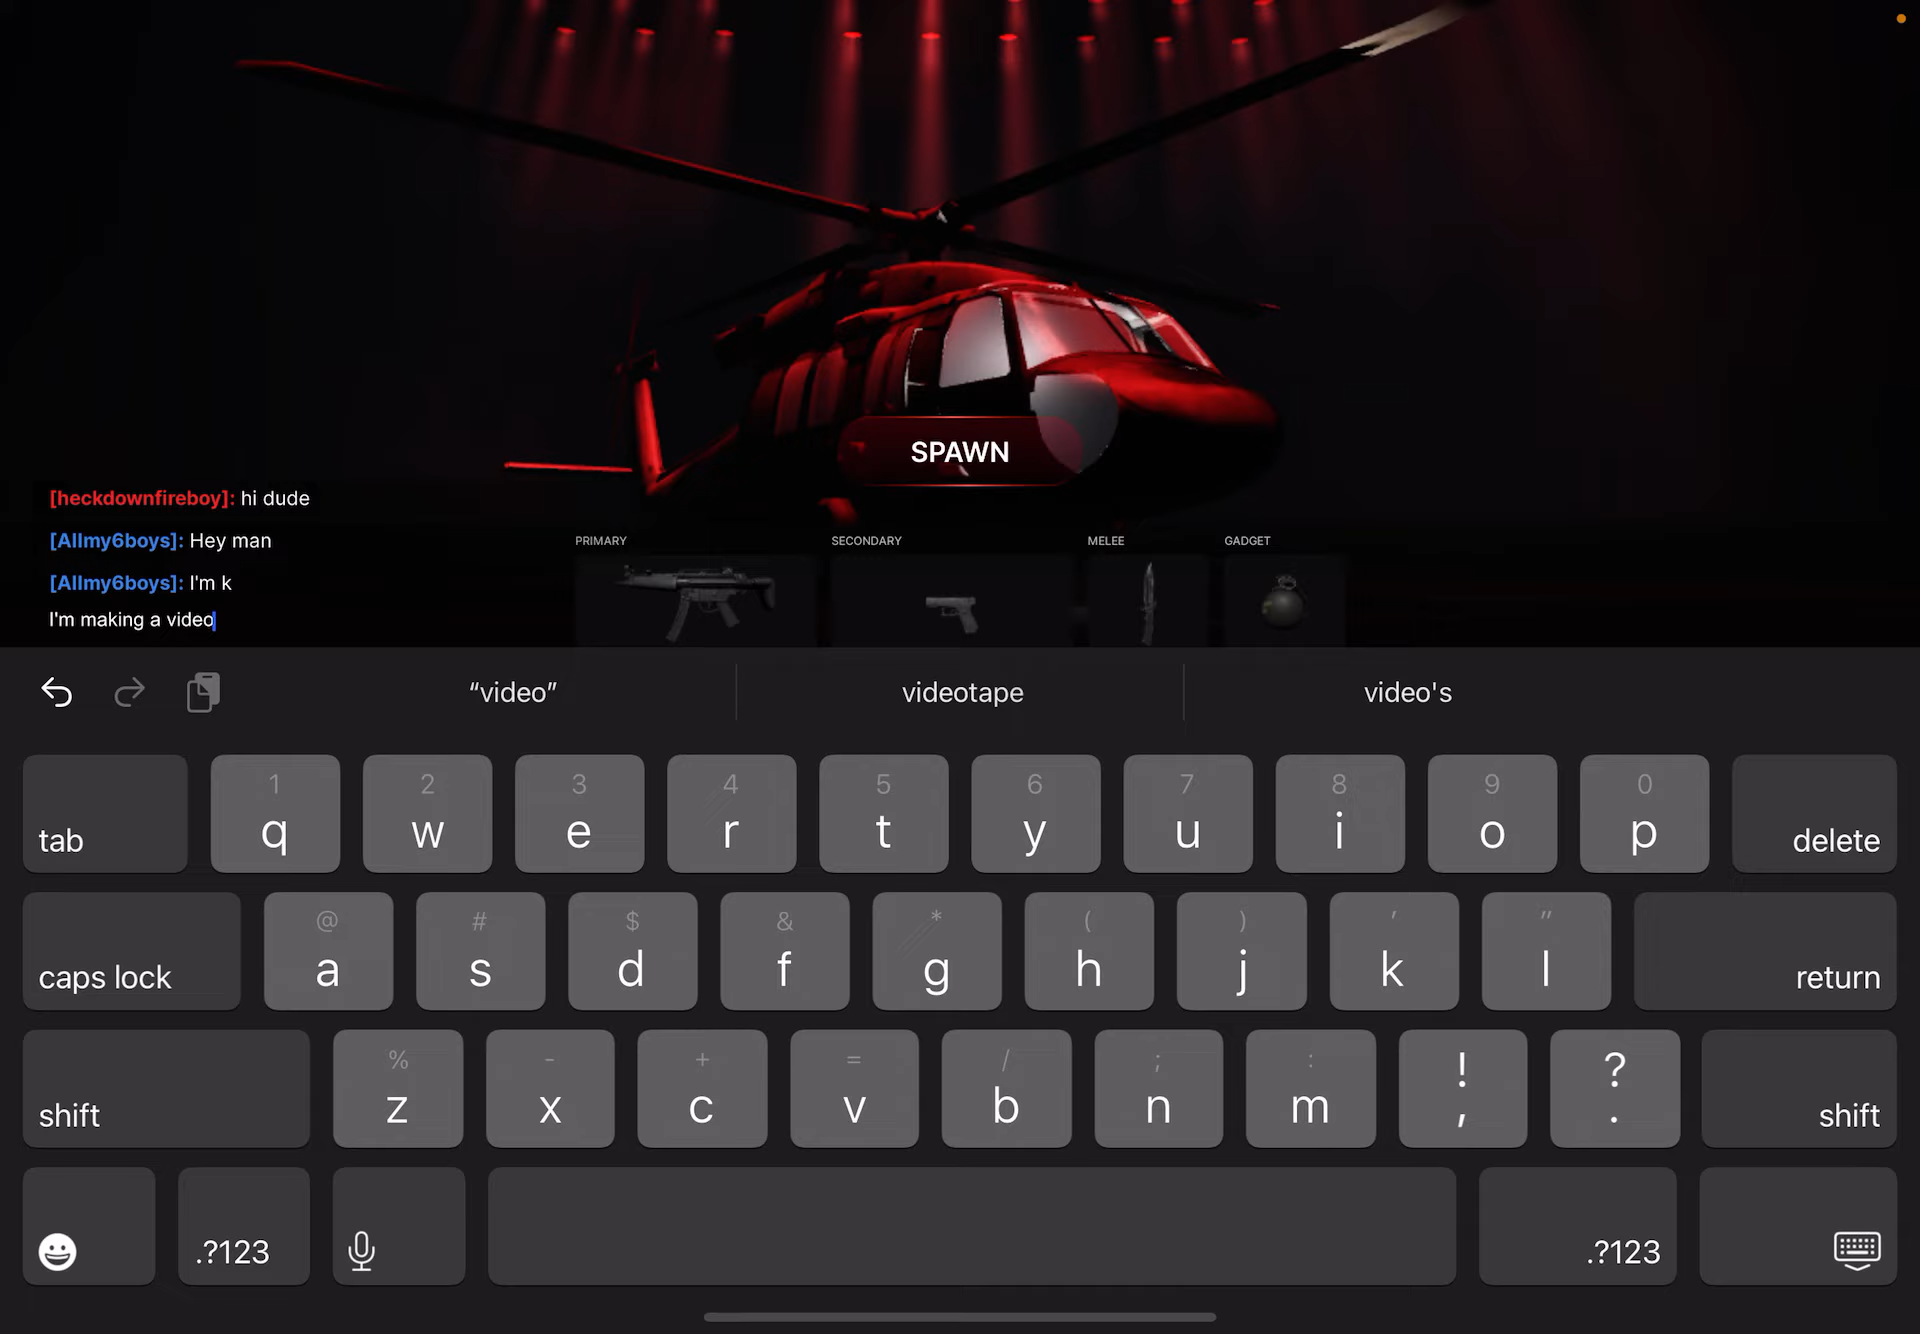 SPAWN
[heckdownfireboy]: hi dude
[Allmy6boys]: Hey man
[Allmy6boys]: I'm k
I'm making a video
PRIMARY SECONDARY MELEE GADGET
“video” videotape video's
1 2 3 4 5 6 7 8 9 0
tab q w e r t y u i o p delete
@ # $ & * ( ) ' "
caps lock a s d f g h j k l return
% - + = / ; : ! ?
shift z x c v b n m , . shift
.?123 .?123